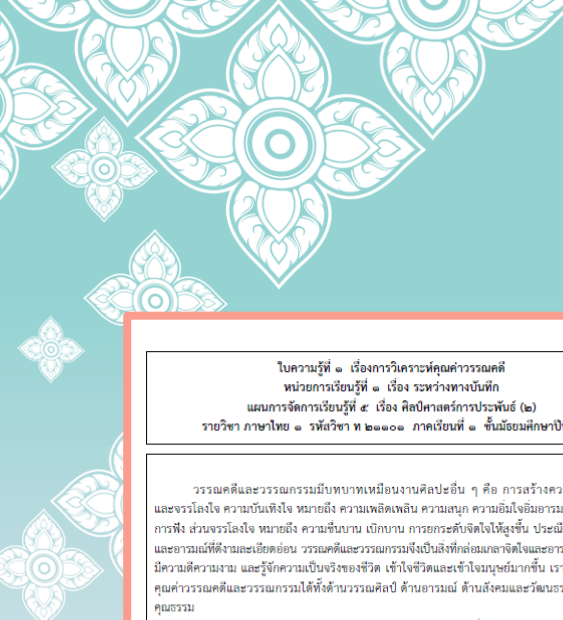 ใบความรู้ที่ ๑ เรื่องการวิเคราะห์คุณค่าวรรณคดี
หน่วยการเรียนรู้ที่ ๑ เรื่อง ระหว่างทางบันทึก
แผนการจัดการเรียนรู้ที่ ๕ เรื่อง ศิลป์ศาสตร์การประพันธ์ (๒)
รายวิชา ภาษาไทย ๑ รหัสวิชา ท ๒๑๑๐๑ ภาคเรียนที่ ๑ ชั้นมัธยมศึกษาปี
วรรณคดีและวรรณกรรมมีบทบาทเหมือนงานศิลปะอื่น ๆ คือ การสร้างคว
และจรรโลงใจ ความบันเทิงใจ หมายถึง ความเพลิดเพลิน ความสนุก ความอิ่มใจอิ่มอารม
การฟัง ส่วนจรรโลงใจ หมายถึง ความชื่นบาน เบิกบาน การยกระดับจิตใจให้สูงขึ้น ประณี
และอารมณ์ที่ดีงามละเอียดอ่อน วรรณคดีและวรรณกรรมจึงเป็นสิ่งที่กล่อมเกลาจิตใจและอาร
มีความดีความงาม และรู้จักความเป็นจริงของชีวิต เข้าใจชีวิตและเข้าใจมนุษย์มากขึ้น เรา
คุณค่าวรรณคดีและวรรณกรรมได้ทั้งด้านวรรณศิลป์ ด้านอารมณ์ ด้านสังคมและวัฒนธร
คุณธรรม